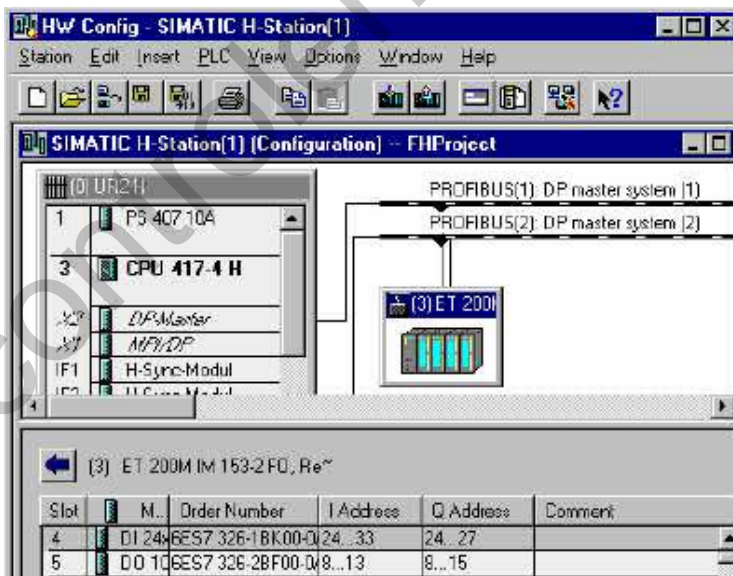 HW Config - SIMATIC H-Station(1)
Station Edit Insert PLC View Options Window Help
SIMATIC H-Station(1) (Configuration) -- FHProject
(0) UR2-H
PROFIBUS(1): DP master system (1)
1 PS 407 10A
PROFIBUS(2): DP master system (2)
3 CPU 417-4 H
(3) ET 200M
X2 DP-Master
X1 MPI/DP
IF1 H-Sync-Modul
IF2 H-Sync-Modul
(3) ET 200M IM 153-2 FO, Re~
Slot M... Order Number I Address Q Address Comment
4 DI 24x 6ES7 326-1BK00-0 24...33 24...27
5 DO 10 6ES7 326-2BF00-0 8...13 8...15